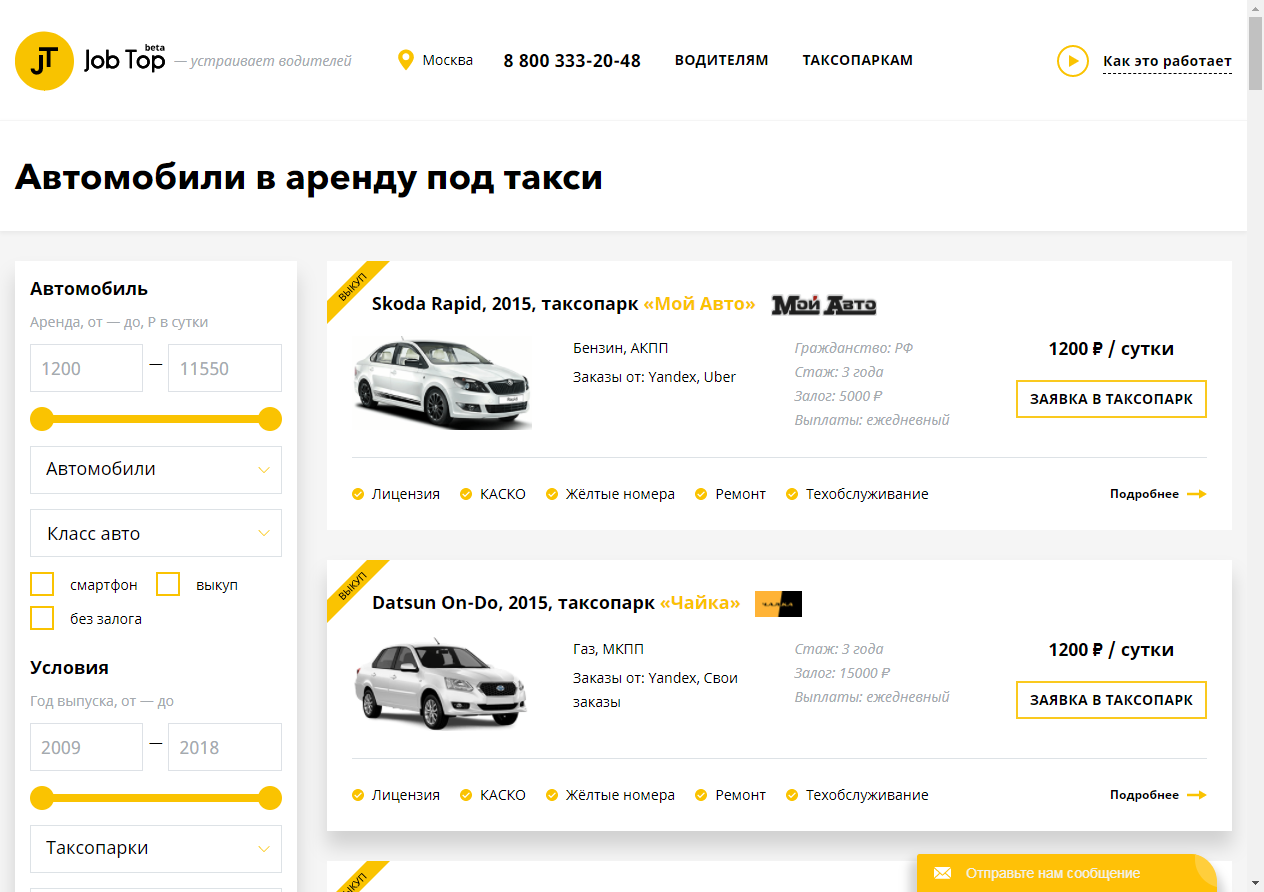 JT Job Top beta — устраивает водителей Москва 8 800 333-20-48 ВОДИТЕЛЯМ ТАКСОПАРКАМ Как это работает
Автомобили в аренду под такси
Автомобиль
Аренда, от — до, Р в сутки
1200 — 11550
Автомобили
Класс авто
смартфон выкуп
без залога
Условия
Год выпуска, от — до
2009 — 2018
Таксопарки
ВЫКУП
Skoda Rapid, 2015, таксопарк «Мой Авто» Мой Авто
Бензин, АКПП
Заказы от: Yandex, Uber
Гражданство: РФ
Стаж: 3 года
Залог: 5000 ₽
Выплаты: ежедневный
1200 ₽ / сутки
ЗАЯВКА В ТАКСОПАРК
Лицензия КАСКО Жёлтые номера Ремонт Техобслуживание Подробнее
ВЫКУП
Datsun On-Do, 2015, таксопарк «Чайка» ЧАЙКА
Газ, МКПП
Заказы от: Yandex, Свои
заказы
Стаж: 3 года
Залог: 15000 ₽
Выплаты: ежедневный
1200 ₽ / сутки
ЗАЯВКА В ТАКСОПАРК
Лицензия КАСКО Жёлтые номера Ремонт Техобслуживание Подробнее
ВЫКУП
Отправьте нам сообщение